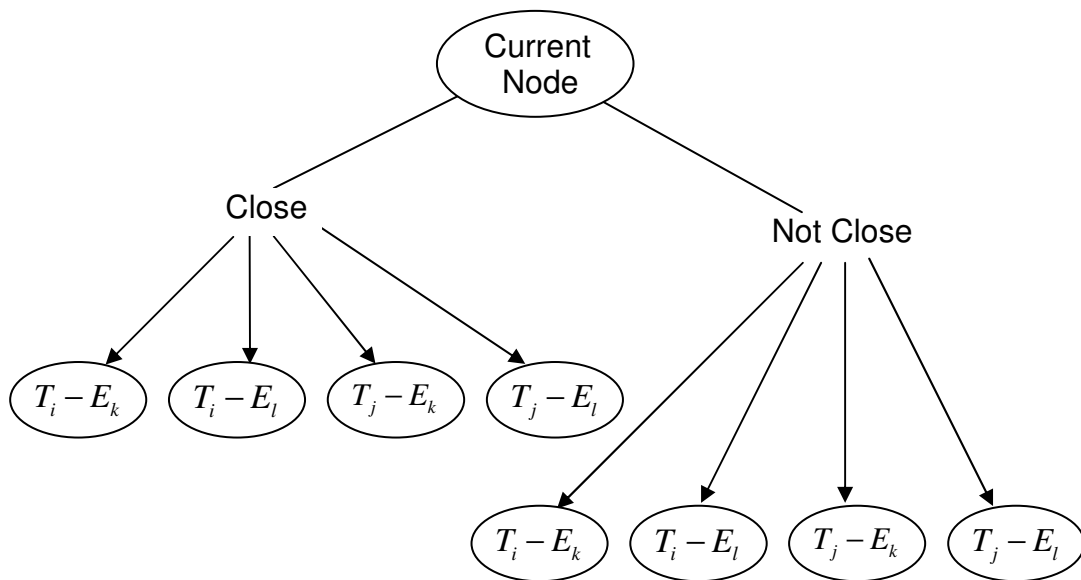 Current
Node
Close
Not Close
$T_i - E_k$
$T_i - E_l$
$T_j - E_k$
$T_j - E_l$
$T_i - E_k$
$T_i - E_l$
$T_j - E_k$
$T_j - E_l$